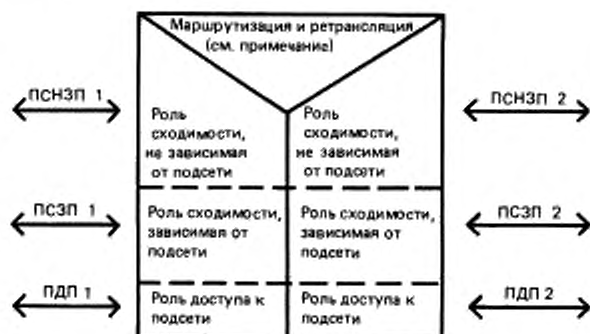 Маршрутизация и ретрансляция
(см. примечание)
ПСНЗП 1
Роль
сходимости,
не зависимая
от подсети
Роль
сходимости,
не зависимая
от подсети
ПСНЗП 2
ПСЗП 1
Роль сходимости,
зависимая от
подсети
Роль сходимости,
зависимая от
подсети
ПСЗП 2
ПДП 1
Роль доступа к
подсети
Роль доступа к
подсети
ПДП 2